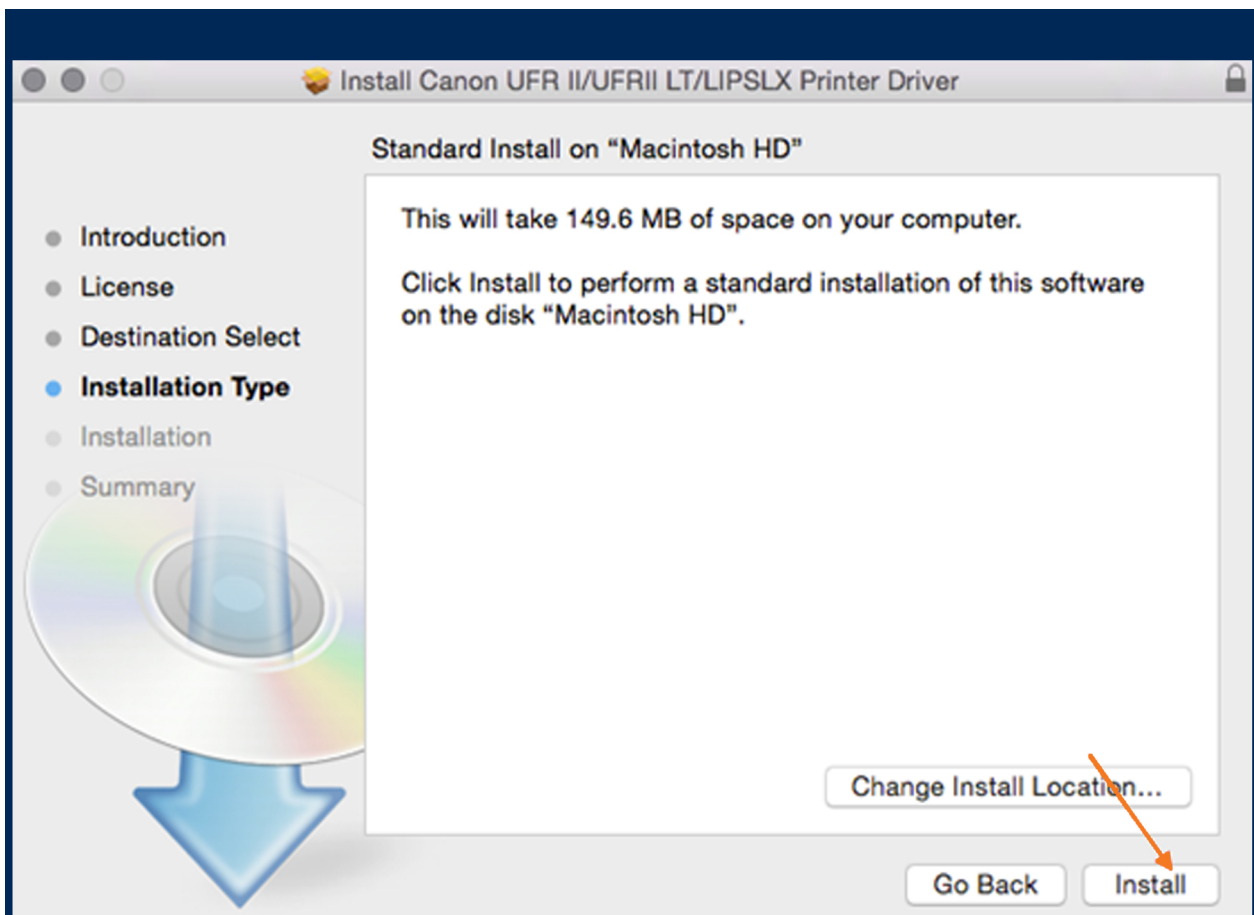 Install Canon UFR II/UFRII LT/LIPSLX Printer Driver
Standard Install on “Macintosh HD”
Introduction
License
Destination Select
Installation Type
Installation
Summary
This will take 149.6 MB of space on your computer.
Click Install to perform a standard installation of this software
on the disk “Macintosh HD”.
Change Install Location...
Go Back
Install